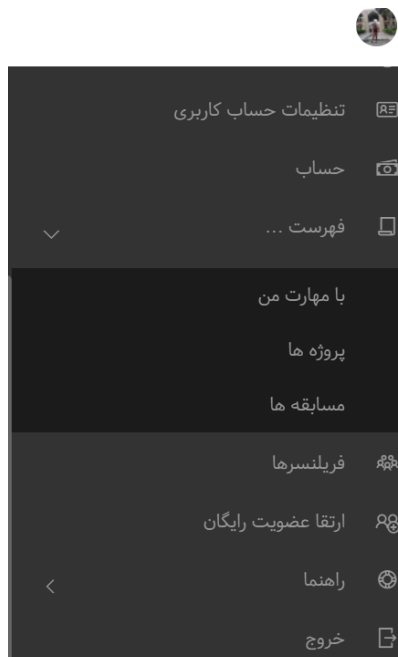 تنظیمات حساب کاربری
حساب
فهرست ...
با مهارت من
پروژه ها
مسابقه ها
فریلنسرها
ارتقا عضویت رایگان
راهنما
خروج